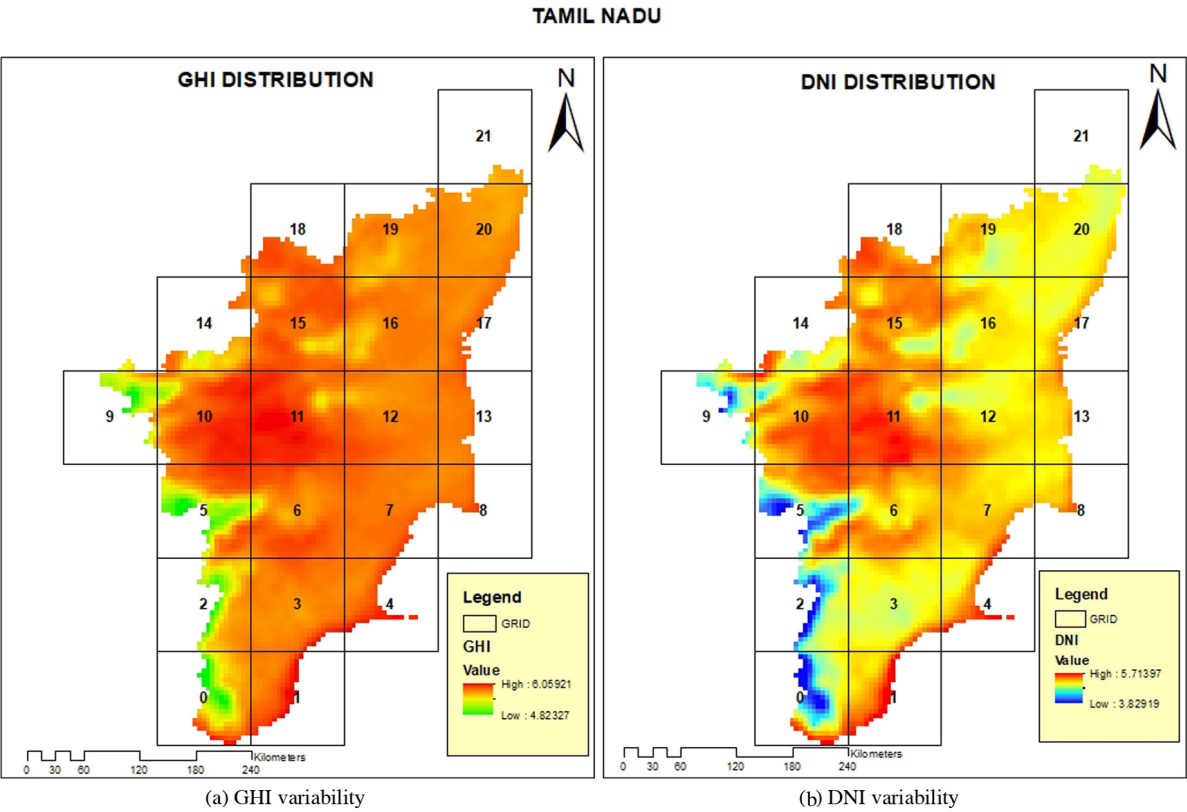 TAMIL NADU
GHI DISTRIBUTION
N
21
18
19
20
14
15
16
17
9
10
11
12
13
5
6
7
8
2
3
4
0
1
Legend
GRID
GHI
Value
High : 6.05921
Low : 4.82327
Kilometers
0 30 60 120 180 240
(a) GHI variability
DNI DISTRIBUTION
N
21
18
19
20
14
15
16
17
9
10
11
12
13
5
6
7
8
2
3
4
0
1
Legend
GRID
DNI
Value
High : 5.71397
Low : 3.82919
Kilometers
0 30 60 120 180 240
(b) DNI variability